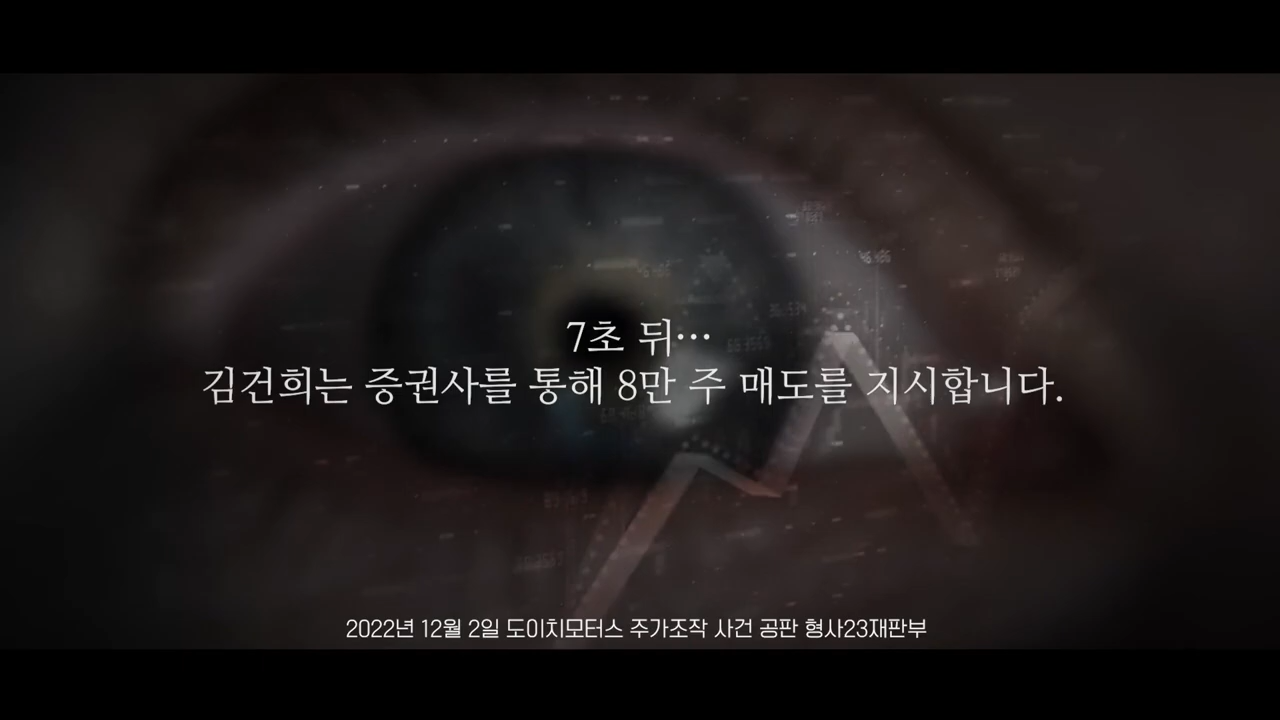 7초 뒤…
김건희는 증권사를 통해 8만 주 매도를 지시합니다.
2022년 12월 2일 도이치모터스 주가조작 사건 공판 형사23재판부